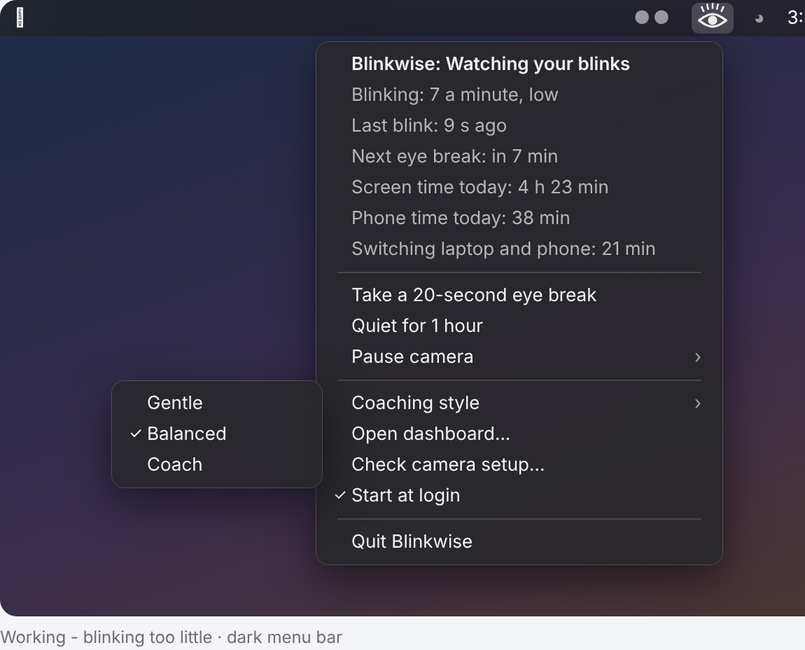 3:
Blinkwise: Watching your blinks
Blinking: 7 a minute, low
Last blink: 9 s ago
Next eye break: in 7 min
Screen time today: 4 h 23 min
Phone time today: 38 min
Switching laptop and phone: 21 min
Take a 20-second eye break
Quiet for 1 hour
Pause camera
Coaching style
Open dashboard...
Check camera setup...
Start at login
Quit Blinkwise
Gentle
Balanced
Coach
Working - blinking too little · dark menu bar